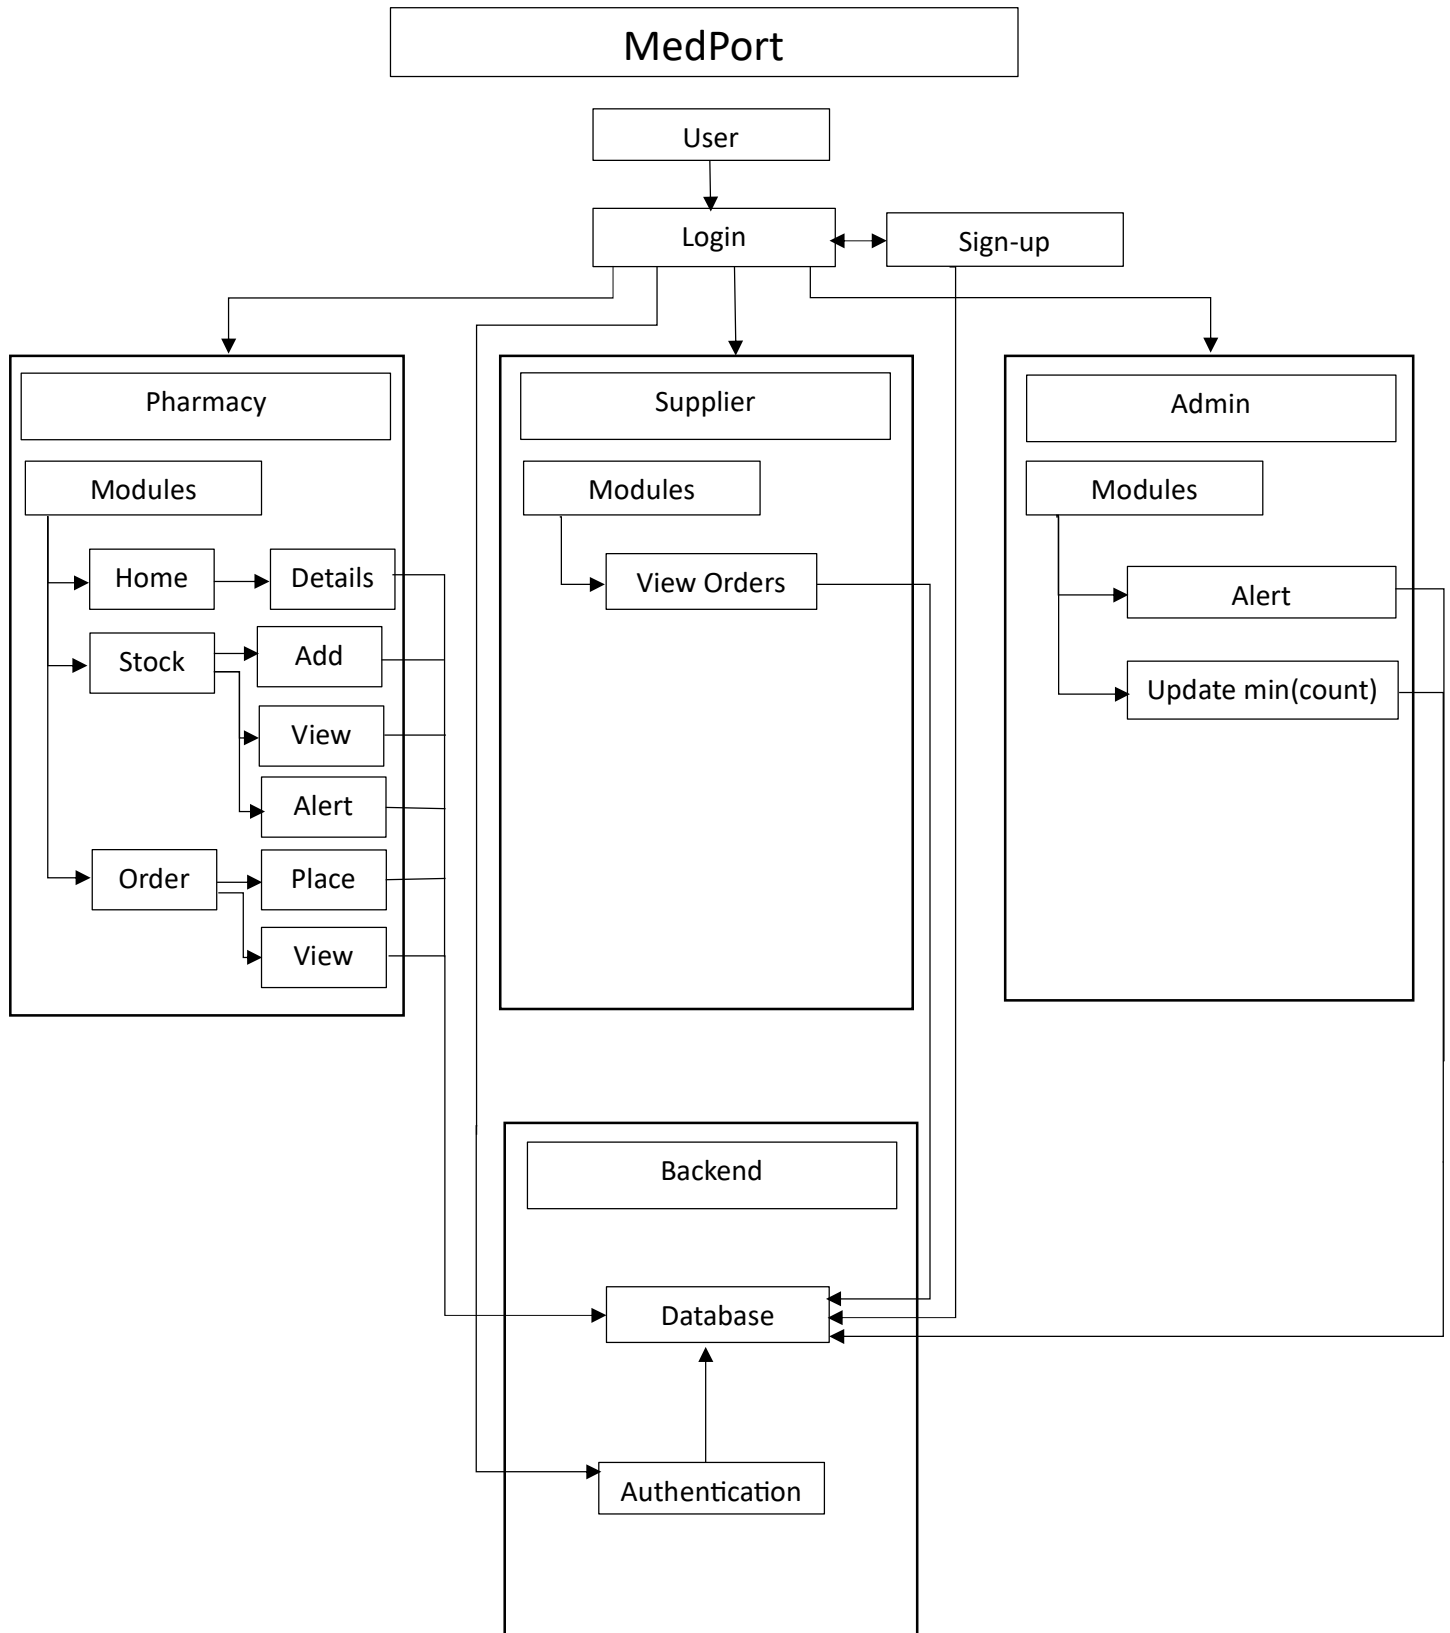 MedPort
User
Login
Sign-up
Pharmacy
Modules
Home
Details
Stock
Add
View
Alert
Order
Place
View
Supplier
Modules
View Orders
Admin
Modules
Alert
Update min(count)
Backend
Database
Authentication